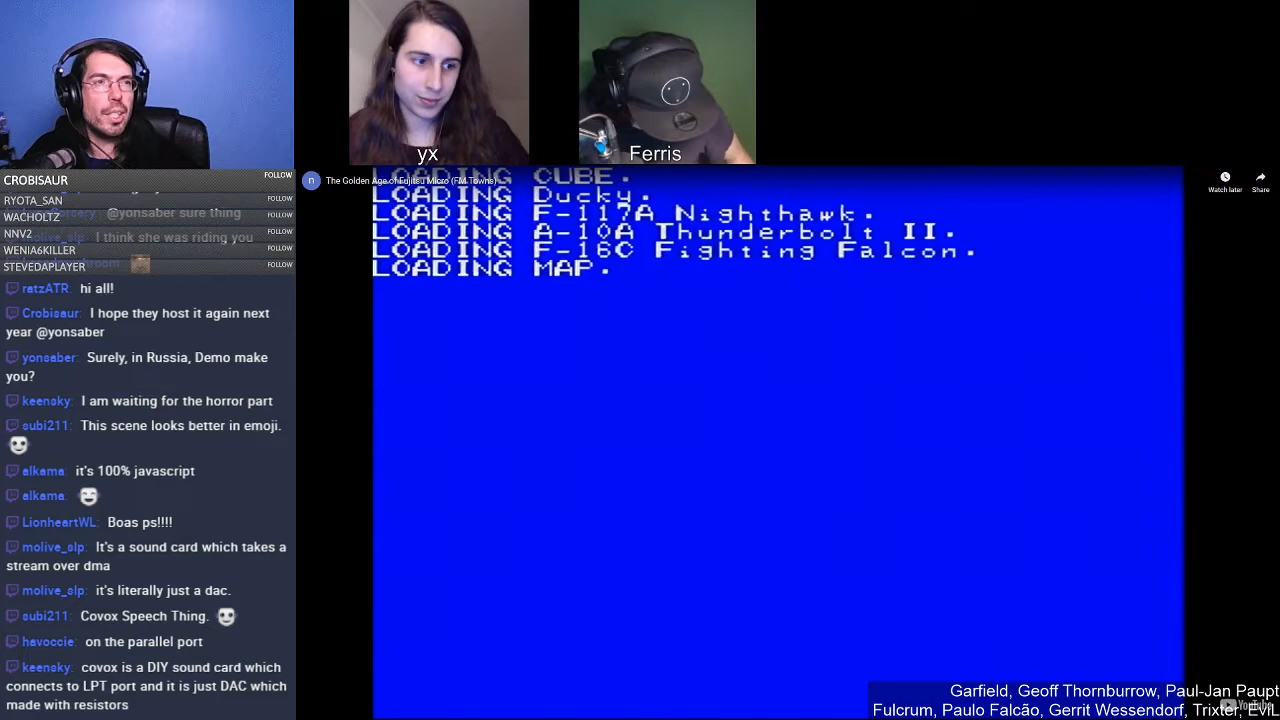 yx
Ferris
CROBISAUR
FOLLOW
RYOTA_SAN
FOLLOW
@yonsaber sure thing
WACHOLTZ
FOLLOW
NNV2
FOLLOW
I think she was riding you
WENIA6KILLER
FOLLOW
STEVEDAPLAYER
FOLLOW
ratzATR: hi all!
Crobisaur: I hope they host it again next
year @yonsaber
yonsaber: Surely, in Russia, Demo make
you?
keensky: I am waiting for the horror part
subi211: This scene looks better in emoji.
alkama: it's 100% javascript
alkama:
LionheartWL: Boas ps!!!!
molive_slp: It's a sound card which takes a
stream over dma
molive_slp: it's literally just a dac.
subi211: Covox Speech Thing.
havoccie: on the parallel port
keensky: covox is a DIY sound card which
connects to LPT port and it is just DAC which
made with resistors
n
The Golden Age of Fujitsu Micro (FM Towns)
Watch later
Share
LOADING CUBE.
LOADING Ducky.
LOADING F-117A Nighthawk.
LOADING A-10A Thunderbolt II.
LOADING F-16C Fighting Falcon.
LOADING MAP.
Garfield, Geoff Thornburrow, Paul-Jan Paupt
Fulcrum, Paulo Falcão, Gerrit Wessendorf, Trixter, EviL
YouTube